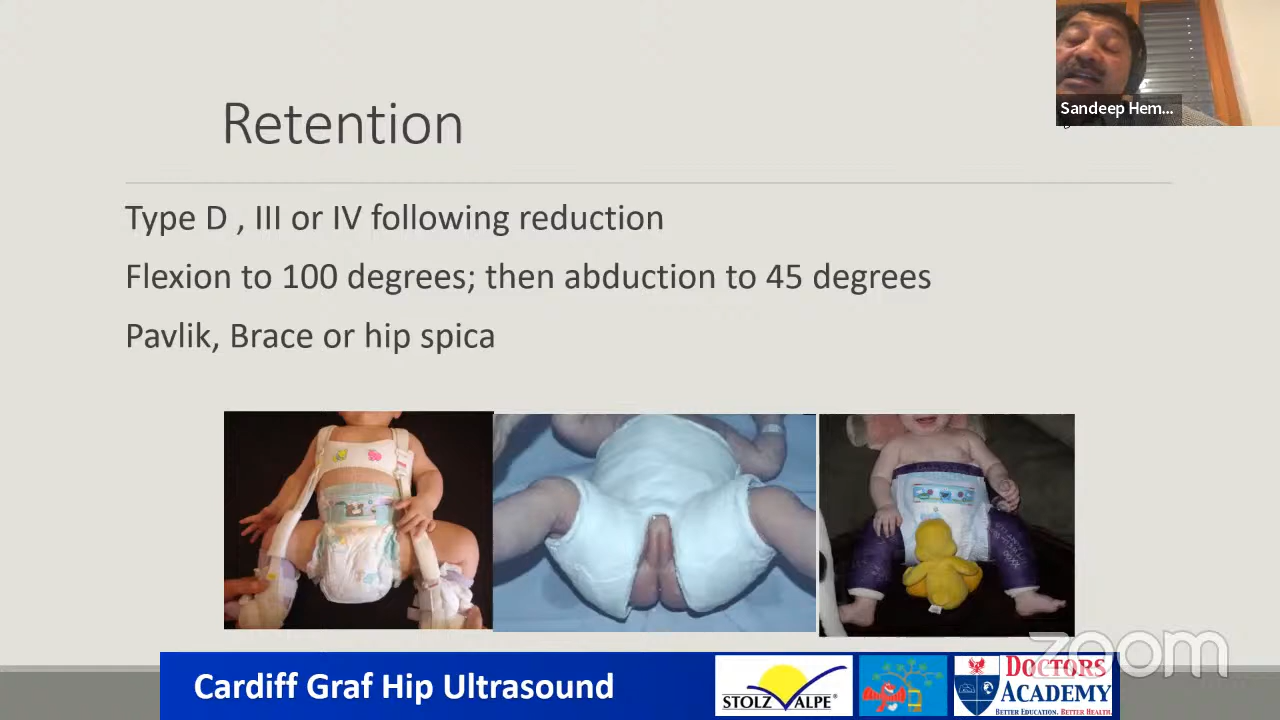 Sandeep Hem...
Retention
Type D , III or IV following reduction
Flexion to 100 degrees; then abduction to 45 degrees
Pavlik, Brace or hip spica
zoom
Cardiff Graf Hip Ultrasound
STOLZALPE®
DOCTORS
ACADEMY
BETTER EDUCATION. BETTER HEALTH.